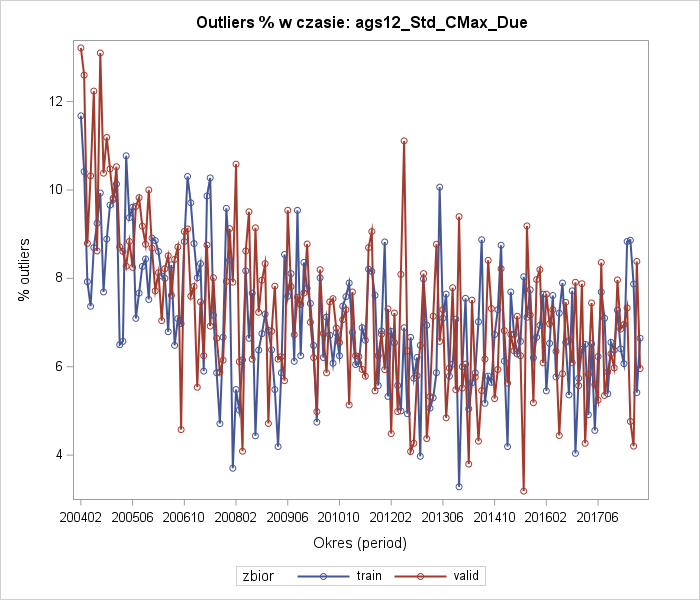 Outliers % w czasie: ags12_Std_CMax_Due
% outliers
12
10
8
6
4
200402 200506 200610 200802 200906 201010 201202 201306 201410 201602 201706
Okres (period)
zbior train valid